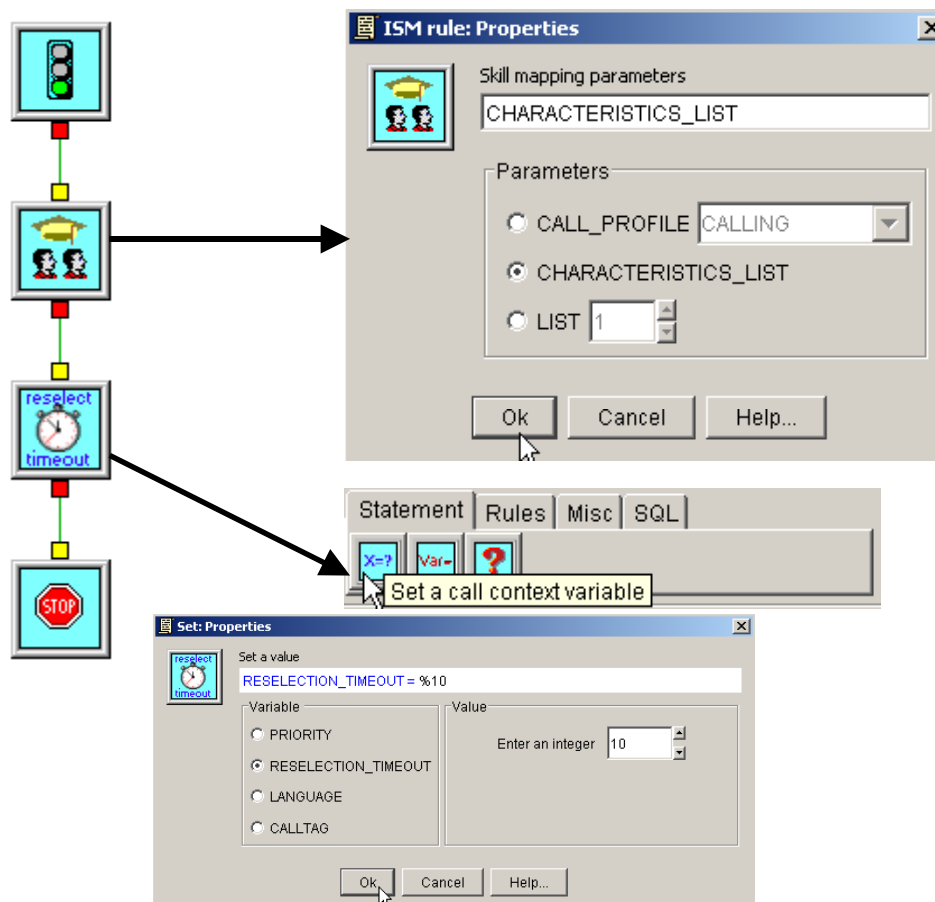 ISM rule: Properties
Skill mapping parameters
CHARACTERISTICS_LIST
Parameters
CALL_PROFILE CALLING
CHARACTERISTICS_LIST
LIST 1
Ok Cancel Help...
reselect
timeout
STOP
Statement Rules Misc SQL
X=? Var= ?
Set a call context variable
Set: Properties
reselect
timeout
Set a value
RESELECTION_TIMEOUT = %10
Variable
PRIORITY
RESELECTION_TIMEOUT
LANGUAGE
CALLTAG
Value
Enter an integer 10
Ok Cancel Help...